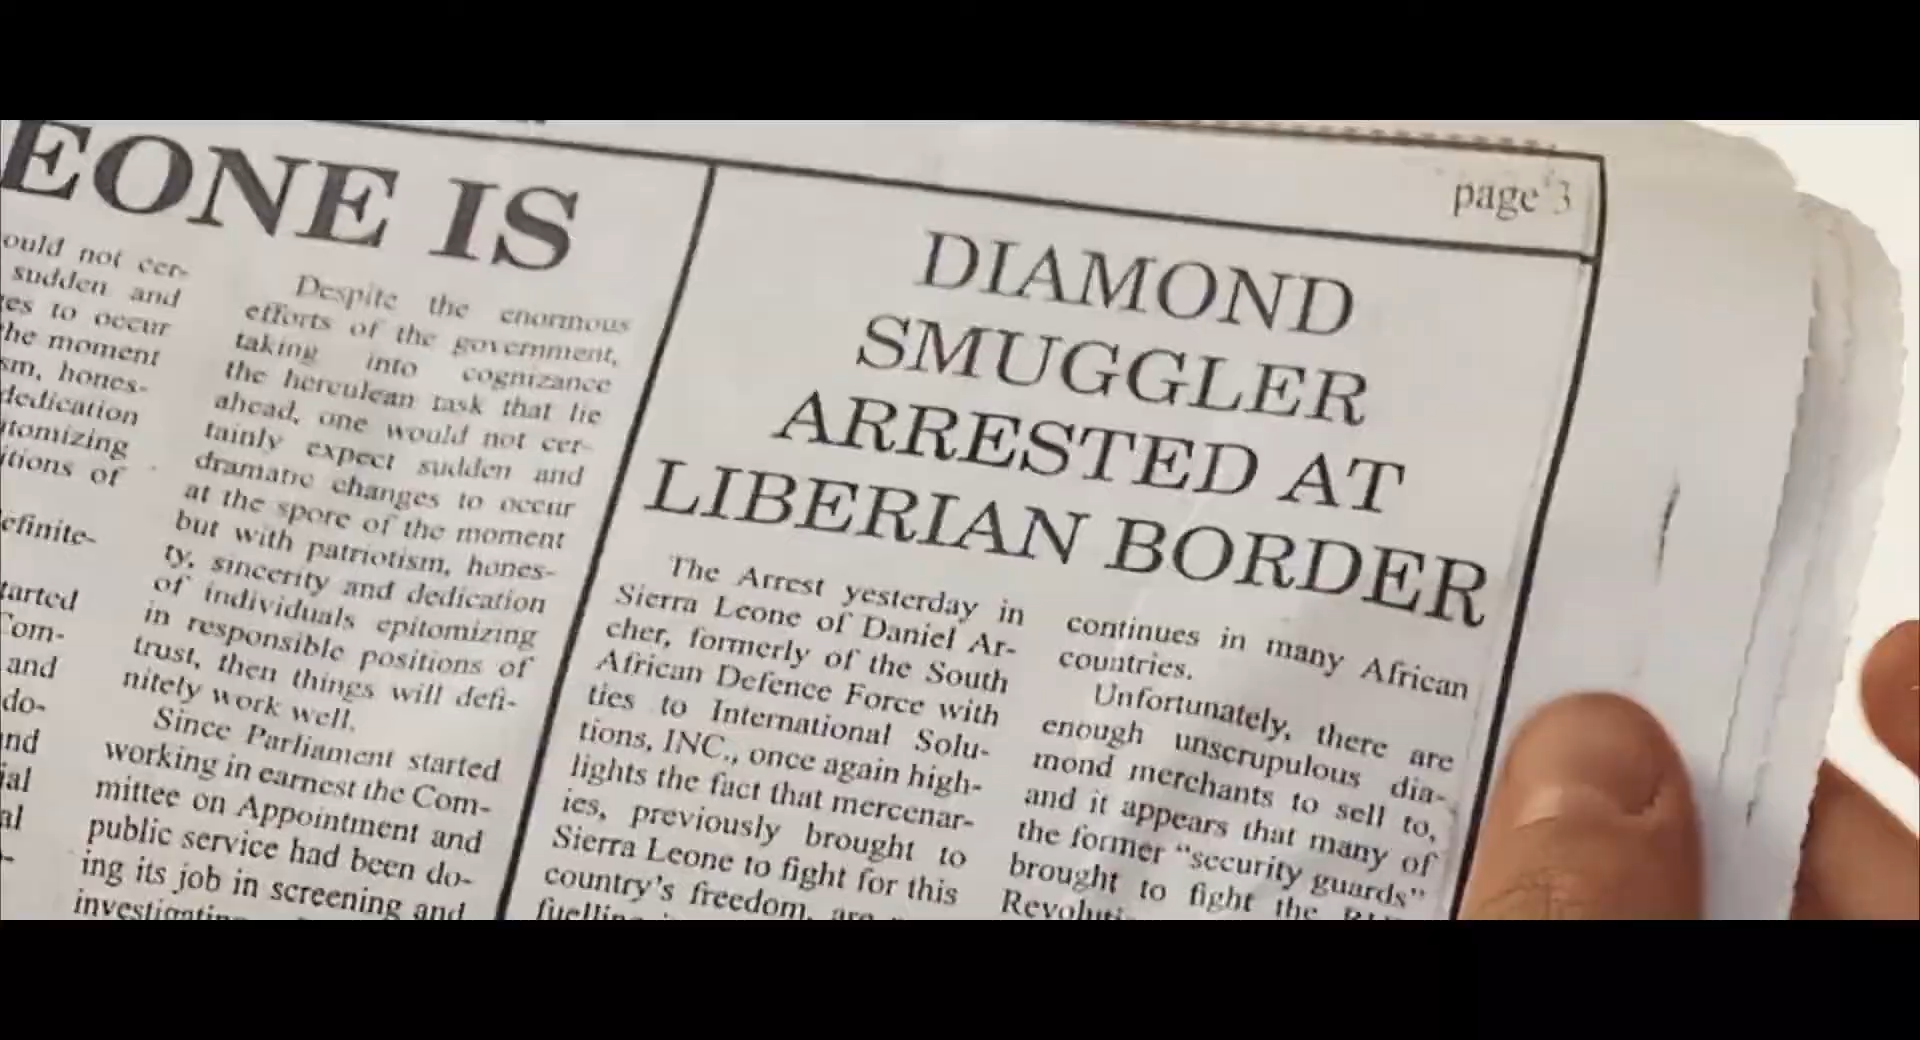 EONE IS
page 3
ould not cer-
sudden and
es to occur
he moment
sm, hones-
dedication
itomizing
itions of
efinite-
tarted
Com-
and
do-
and
ial
al
Despite the enormous
efforts of the government,
taking into cognizance
the herculean task that lie
ahead, one would not cer-
tainly expect sudden and
dramatic changes to occur
at the spore of the moment
but with patriotism, hones-
ty, sincerity and dedication
of individuals epitomizing
in responsible positions of
trust, then things will defi-
nitely work well.
Since Parliament started
working in earnest the Com-
mittee on Appointment and
public service had been do-
ing its job in screening and
DIAMOND
SMUGGLER
ARRESTED AT
LIBERIAN BORDER
The Arrest yesterday in
Sierra Leone of Daniel Ar-
cher, formerly of the South
African Defence Force with
ties to International Solu-
tions, INC., once again high-
lights the fact that mercenar-
ies, previously brought to
Sierra Leone to fight for this
country's freedom, are
continues in many African
countries.
Unfortunately, there are
enough unscrupulous dia-
mond merchants to sell to,
and it appears that many of
the former "security guards"
brought to fight the